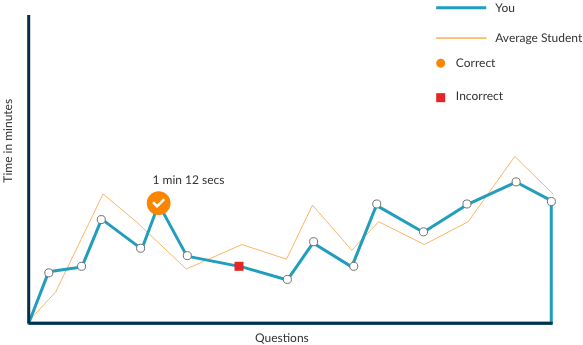 You
Average Student
Correct
Incorrect
Time in minutes
1 min 12 secs
Questions